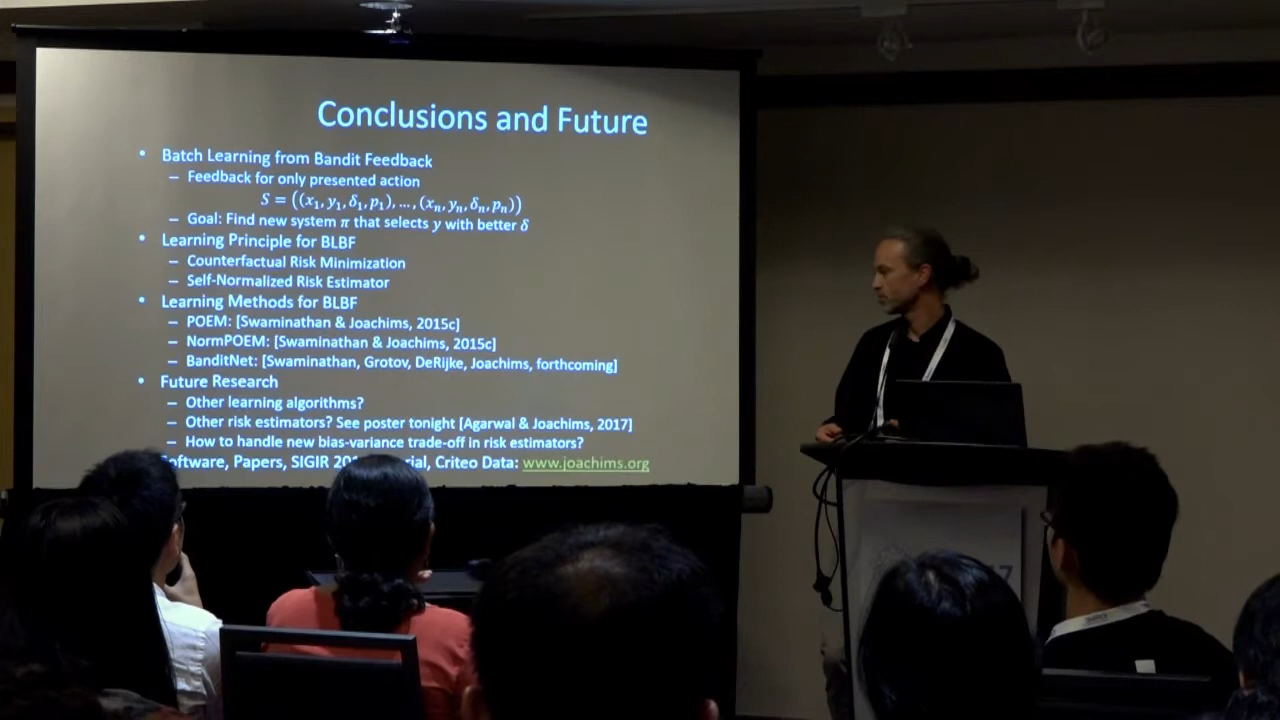 Conclusions and Future
• Batch Learning from Bandit Feedback
– Feedback for only presented action
S = ((x₁, y₁, δ₁, p₁), …, (xₙ, yₙ, δₙ, pₙ))
– Goal: Find new system π that selects y with better δ
• Learning Principle for BLBF
– Counterfactual Risk Minimization
– Self-Normalized Risk Estimator
• Learning Methods for BLBF
– POEM: [Swaminathan & Joachims, 2015c]
– NormPOEM: [Swaminathan & Joachims, 2015c]
– BanditNet: [Swaminathan, Grotov, DeRijke, Joachims, forthcoming]
• Future Research
– Other learning algorithms?
– Other risk estimators? See poster tonight [Agarwal & Joachims, 2017]
– How to handle new bias-variance trade-off in risk estimators?
Papers, SIGIR Criteo Data: www.joachims.org
17